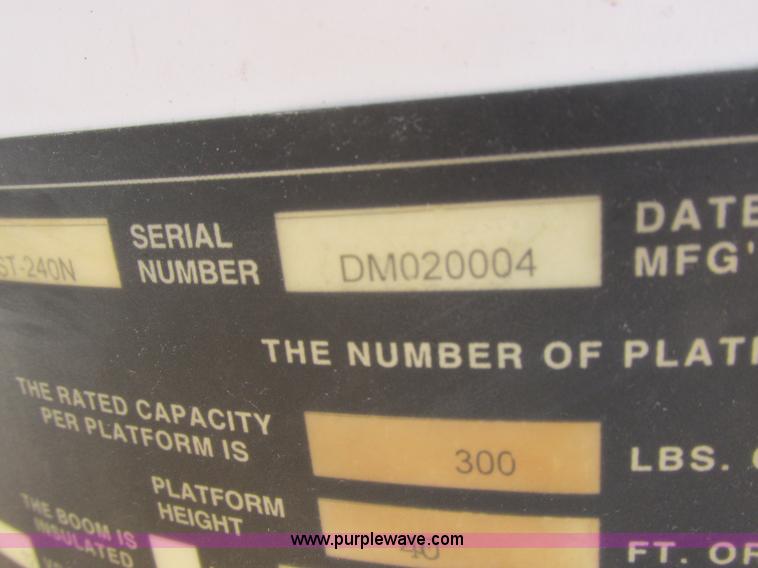 ST-240N
SERIAL
NUMBER
DM020004
DATE
MFG'
THE NUMBER OF PLAT
THE RATED CAPACITY
PER PLATFORM IS
300
LBS.
PLATFORM
HEIGHT
40
FT. OR
THE BOOM IS
INSULATED
www.purplewave.com